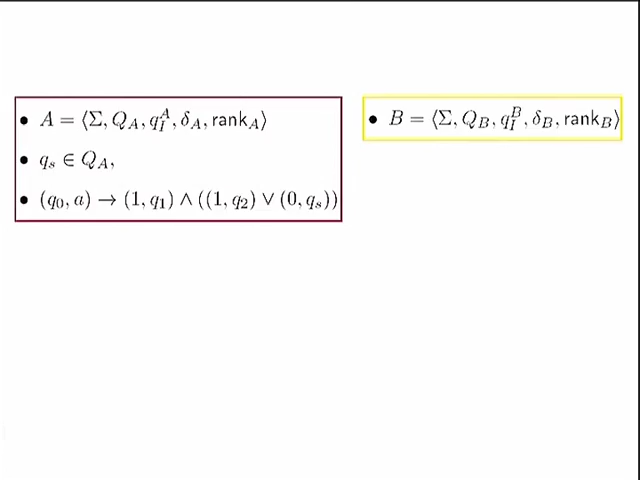 • A = ⟨Σ, Q_A, q_I^A, δ_A, rank_A⟩
• q_s ∈ Q_A,
• (q_0, a) → (1, q_1) ∧ ((1, q_2) ∨ (0, q_s))
• B = ⟨Σ, Q_B, q_I^B, δ_B, rank_B⟩